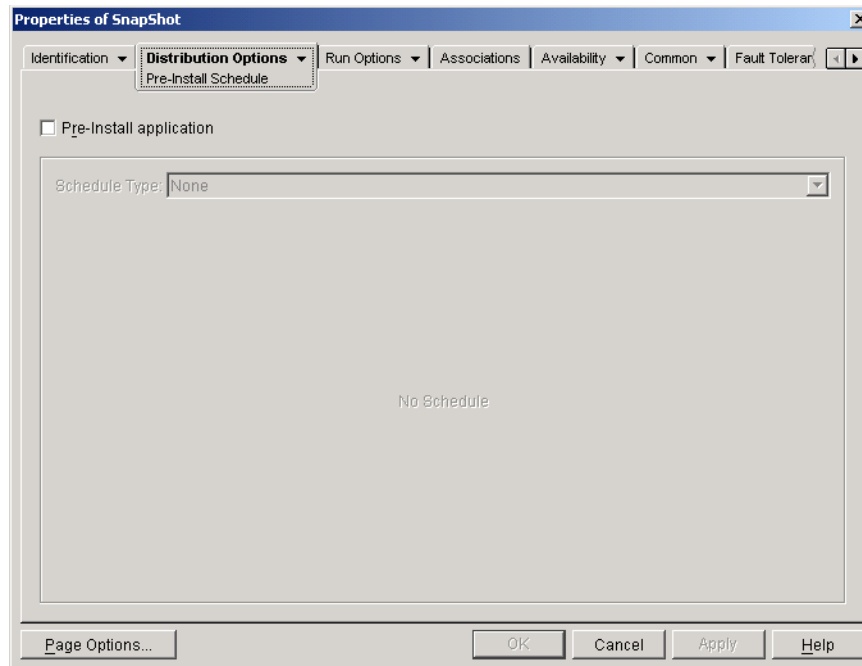 Properties of SnapShot
Identification Distribution Options Run Options Associations Availability Common Fault Toleran
Pre-Install Schedule
Pre-Install application
Schedule Type: None
No Schedule
Page Options... OK Cancel Apply Help